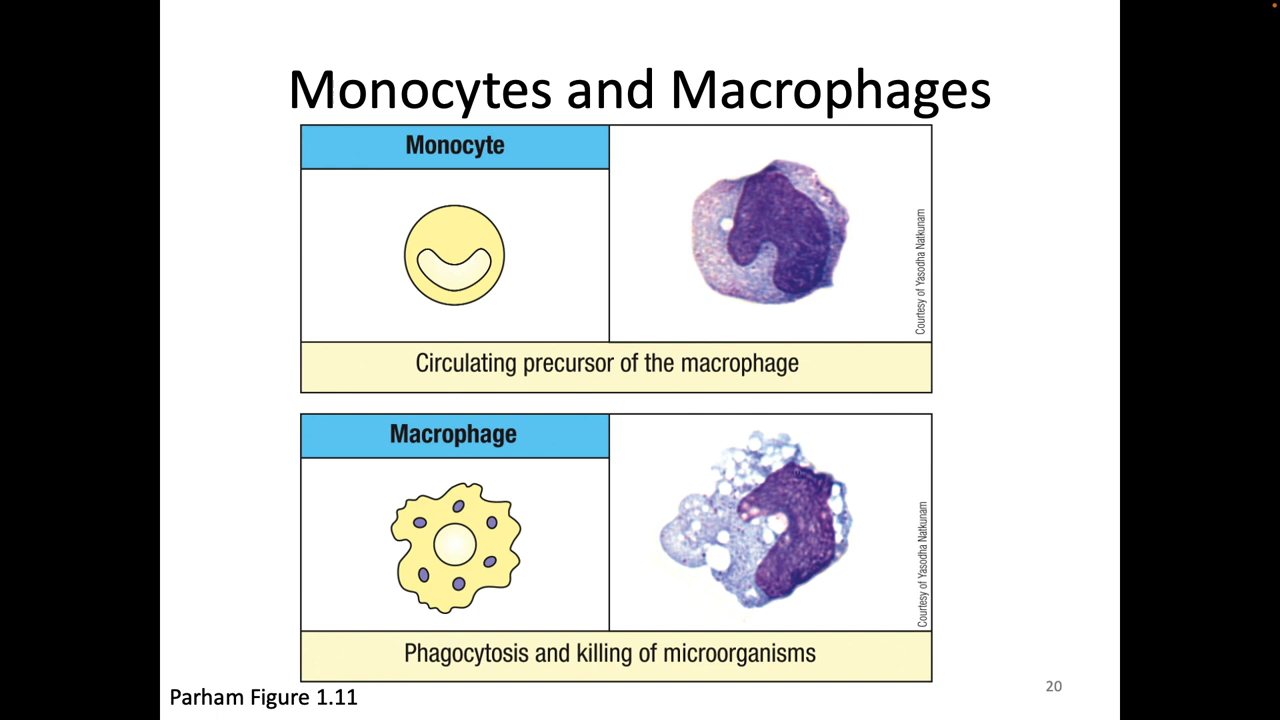 Monocytes and Macrophages
Monocyte
Courtesy of Yasodha Natkunam
Circulating precursor of the macrophage
Macrophage
Courtesy of Yasodha Natkunam
Phagocytosis and killing of microorganisms
Parham Figure 1.11
20